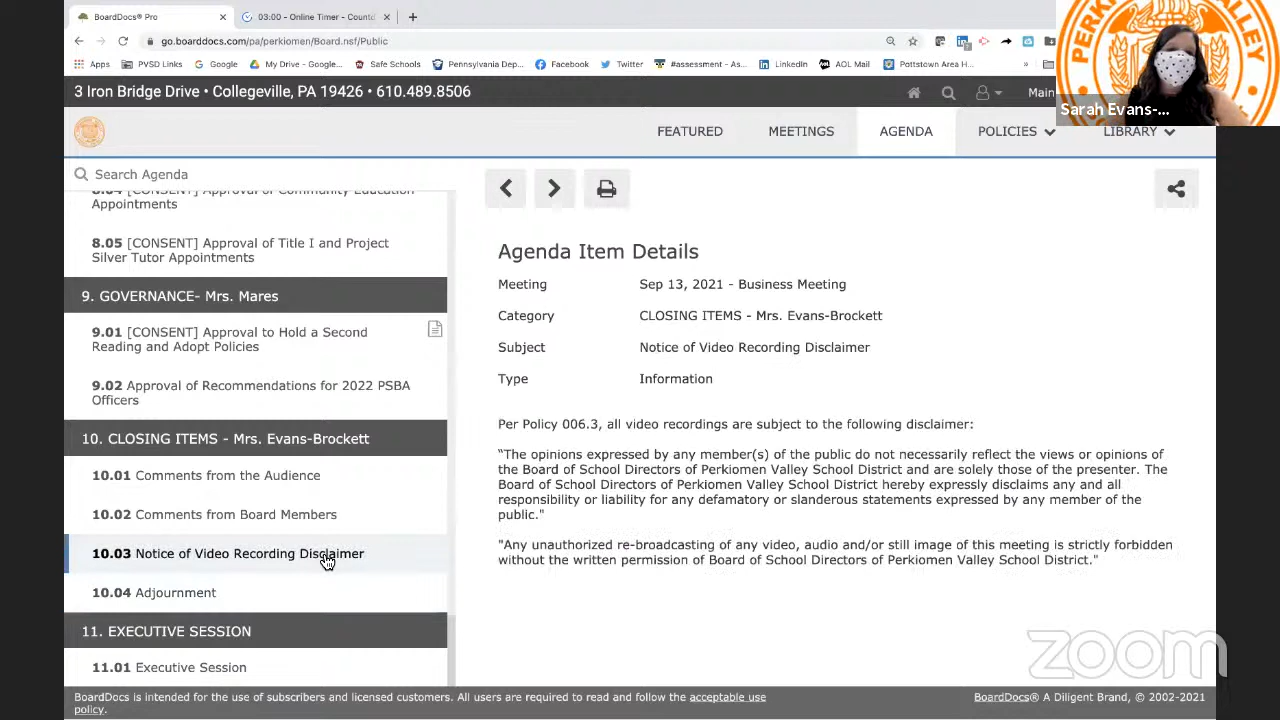 BoardDocs® Pro
03:00 - Online Timer - Countd
go.boarddocs.com/pa/perkiomen/Board.nsf/Public
Apps
PVSD Links
Google
My Drive - Google...
Safe Schools
Pennsylvania Dep...
Facebook
Twitter
#assessment - As...
LinkedIn
AOL Mail
Pottstown Area H...
»
PERKIOMEN VALLEY
Sarah Evans-...
3 Iron Bridge Drive • Collegeville, PA 19426 • 610.489.8506
Main
FEATURED
MEETINGS
AGENDA
POLICIES
LIBRARY
Search Agenda
8.04 [CONSENT] Approval of Community Education
Appointments
8.05 [CONSENT] Approval of Title I and Project
Silver Tutor Appointments
9. GOVERNANCE- Mrs. Mares
9.01 [CONSENT] Approval to Hold a Second
Reading and Adopt Policies
9.02 Approval of Recommendations for 2022 PSBA
Officers
10. CLOSING ITEMS - Mrs. Evans-Brockett
10.01 Comments from the Audience
10.02 Comments from Board Members
10.03 Notice of Video Recording Disclaimer
10.04 Adjournment
11. EXECUTIVE SESSION
11.01 Executive Session
Agenda Item Details
Meeting Sep 13, 2021 - Business Meeting
Category CLOSING ITEMS - Mrs. Evans-Brockett
Subject Notice of Video Recording Disclaimer
Type Information
Per Policy 006.3, all video recordings are subject to the following disclaimer:
“The opinions expressed by any member(s) of the public do not necessarily reflect the views or opinions of
the Board of School Directors of Perkiomen Valley School District and are solely those of the presenter. The
Board of School Directors of Perkiomen Valley School District hereby expressly disclaims any and all
responsibility or liability for any defamatory or slanderous statements expressed by any member of the
public."
"Any unauthorized re-broadcasting of any video, audio and/or still image of this meeting is strictly forbidden
without the written permission of Board of School Directors of Perkiomen Valley School District."
zoom
BoardDocs is intended for the use of subscribers and licensed customers. All users are required to read and follow the acceptable use
policy.
BoardDocs® A Diligent Brand, © 2002-2021